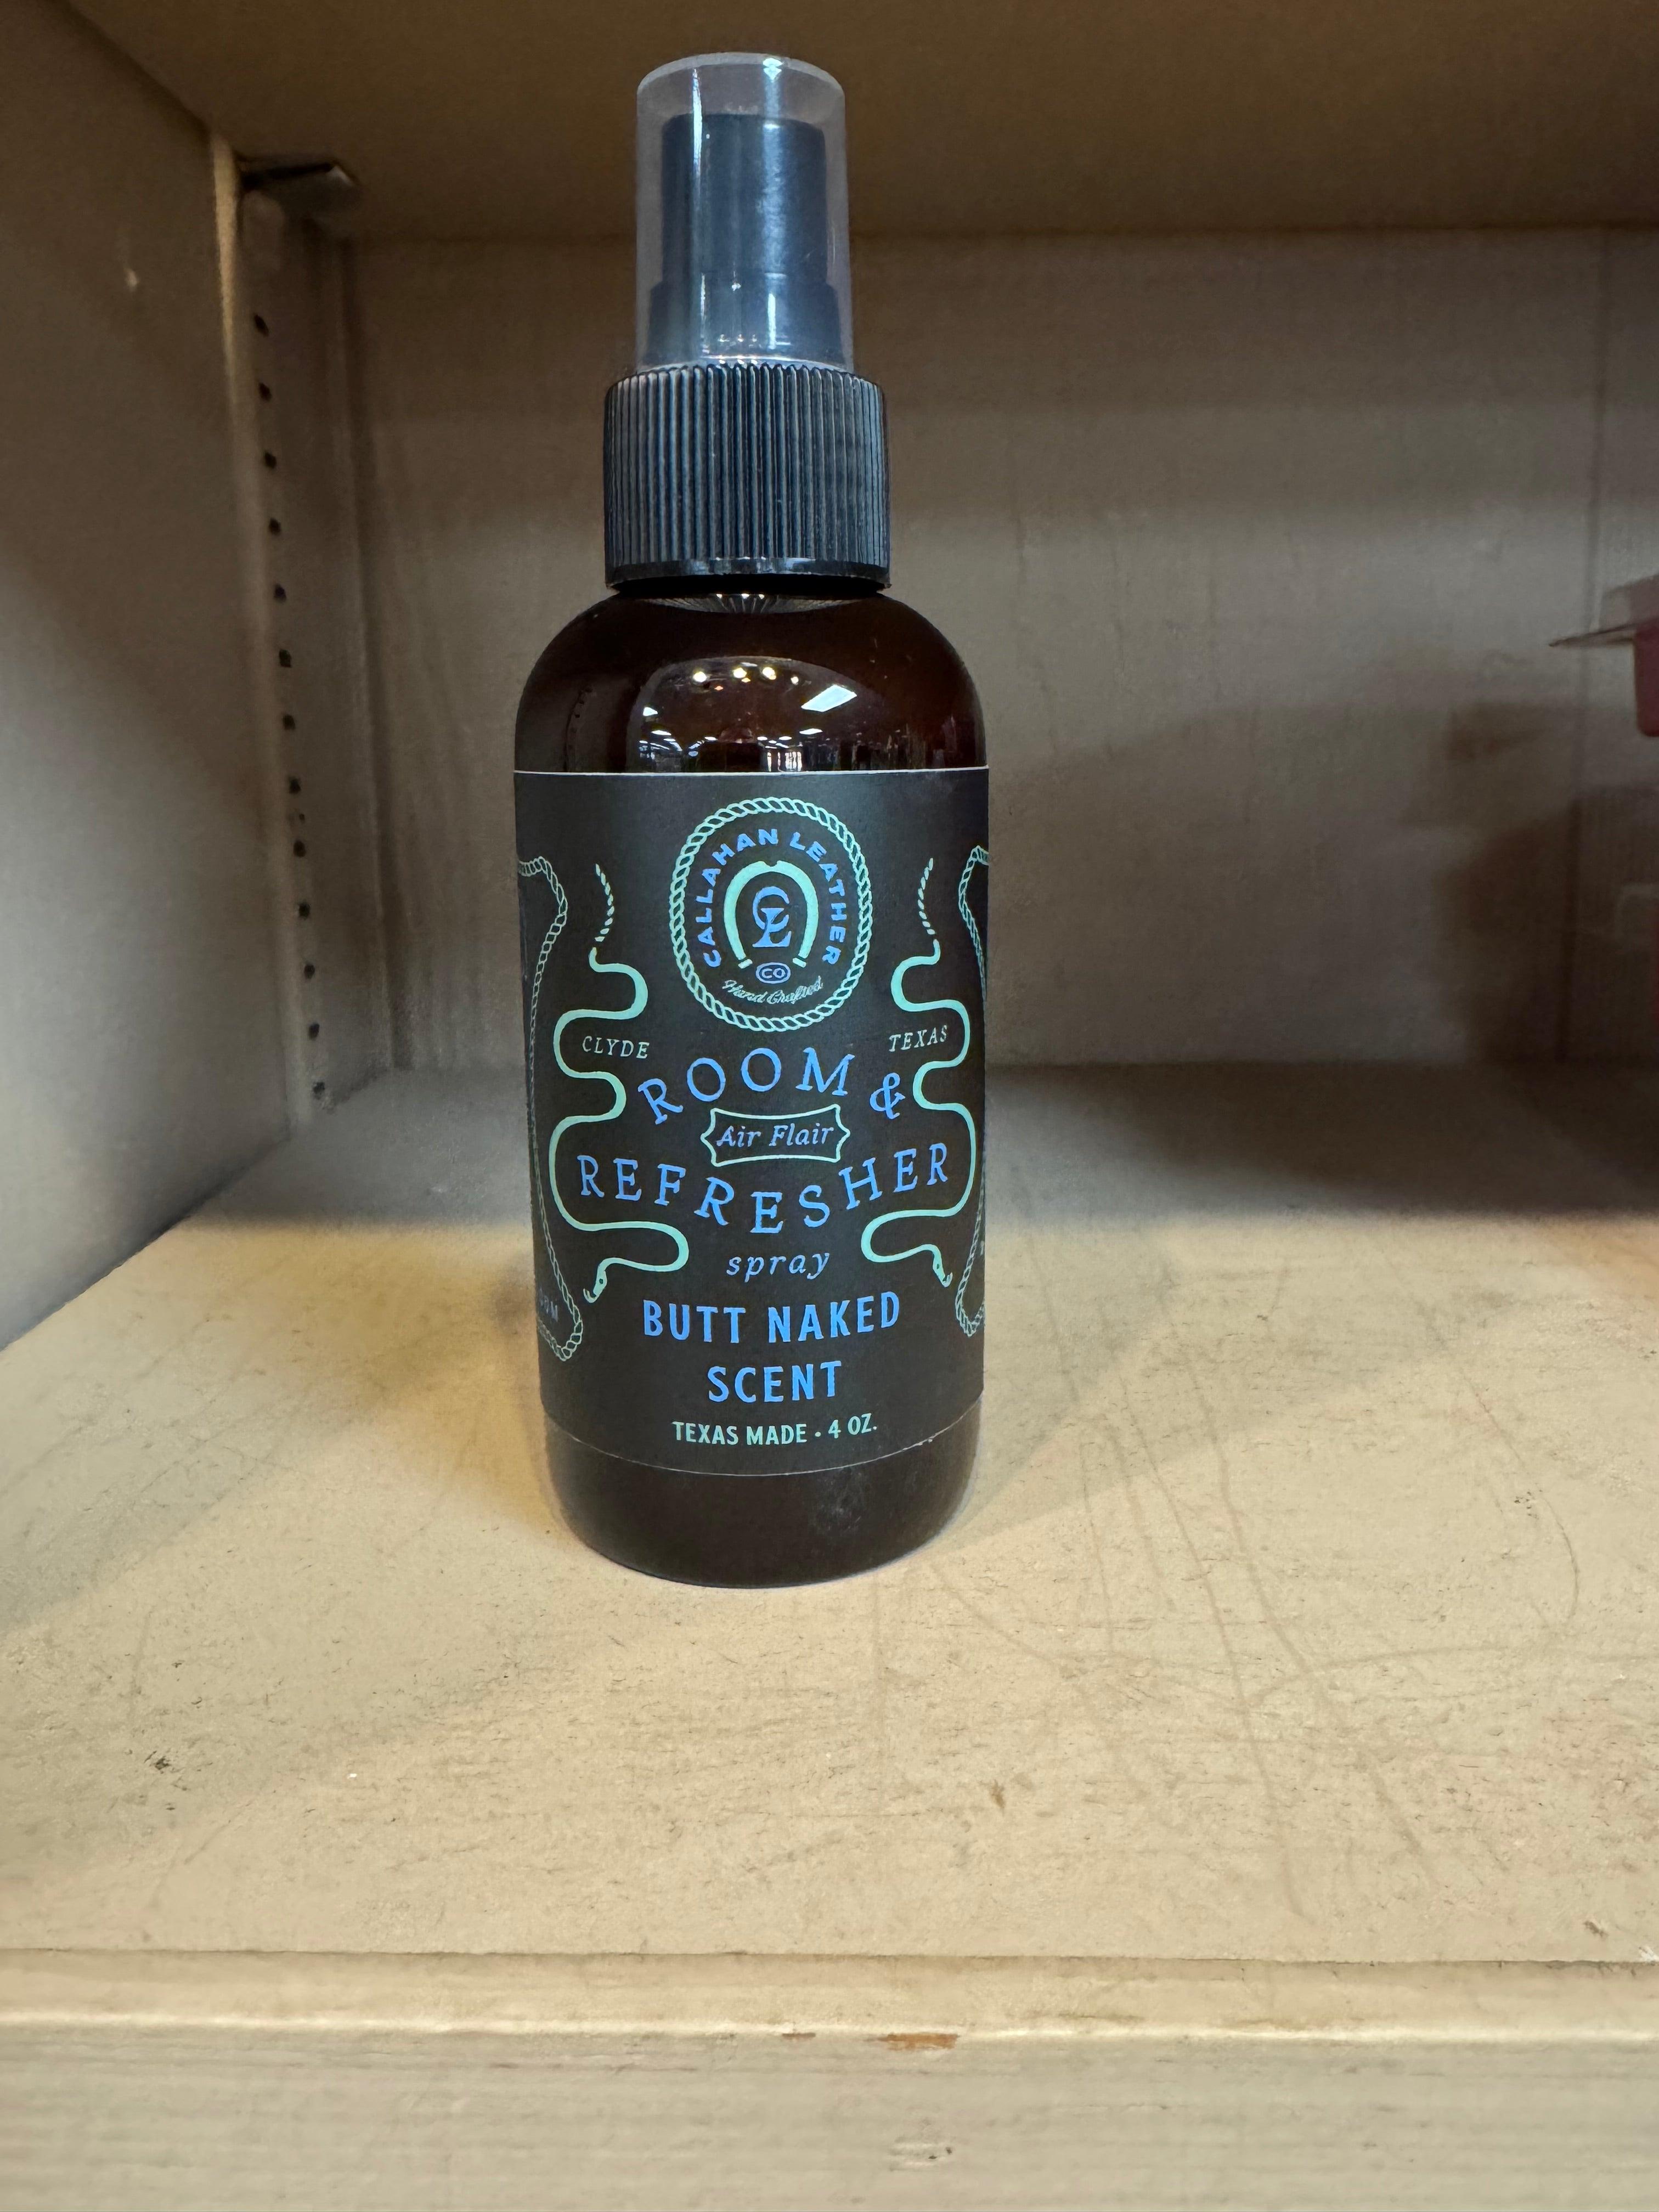 CALLAHAN LEATHER
CL
CO
Hand Crafted
CLYDE TEXAS
ROOM &
Air Flair
REFRESHER
spray
BUTT NAKED
SCENT
TEXAS MADE • 4 OZ.